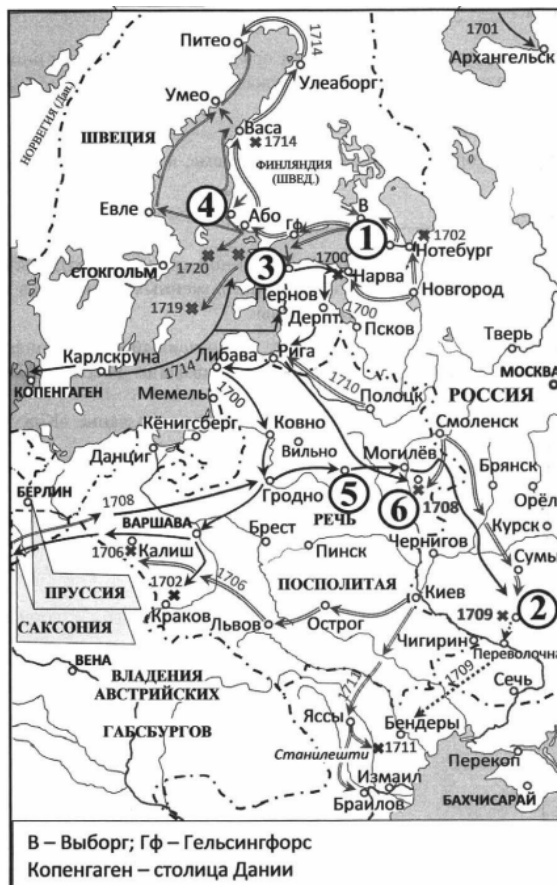 1701
Архангельск
Питео
1714
Улеаборг
Умео
НОРВЕГИЯ (Дан.)
ШВЕЦИЯ
Васа
1714
ФИНЛЯНДИЯ
(ШВЕД.)
Евле
4
Або
Гф
В
1
1702
Нотебург
СТОКГОЛЬМ
1720
3
1700
Нарва
1719
Пернов
Новгород
Дерпт
1700
Псков
Тверь
Карлскруна
1714
Либава
Рига
МОСКВА
КОПЕНГАГЕН
1700
1710
Мемель
Полоцк
РОССИЯ
Смоленск
Кёнигсберг
Ковно
Вильно
Могилёв
Брянск
Данциг
5
6
1708
Орёл
БЕРЛИН
1708
Гродно
РЕЧЬ
Курск
ВАРШАВА
Брест
Чернигов
1706
Калиш
Пинск
Сумы
ПРУССИЯ
1702
1706
ПОСПОЛИТАЯ
Киев
1709
2
САКСОНИЯ
Краков
Львов
Острог
Чигирин
Переволочна
ВЕНА
1709
ВЛАДЕНИЯ
АВСТРИЙСКИХ
ГАБСБУРГОВ
1711
Сечь
Яссы
Бендеры
1711
Станилешти
Перекоп
Измаил
Браилов
БАХЧИСАРАЙ
В – Выборг; Гф – Гельсингфорс
Копенгаген – столица Дании